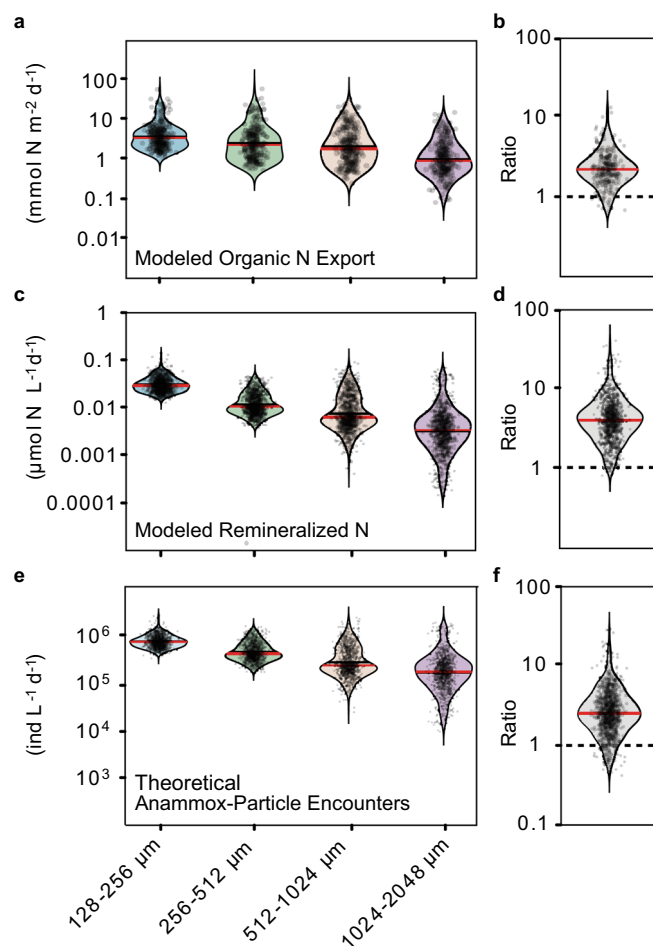 a
b
100
10
1
0.1
0.01
(mmol N m⁻² d⁻¹)
Modeled Organic N Export
100
10
1
Ratio
c
d
1
0.1
0.01
0.001
0.0001
(μmol N L⁻¹d⁻¹)
Modeled Remineralized N
100
10
1
Ratio
e
f
10⁶
10⁵
10⁴
10³
(ind L⁻¹d⁻¹)
Theoretical
Anammox-Particle Encounters
100
10
1
0.1
Ratio
128-256 μm
256-512 μm
512-1024 μm
1024-2048 μm